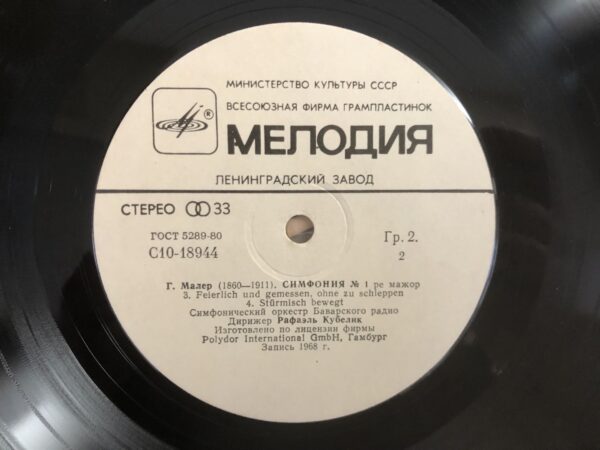 МИНИСТЕРСТВО КУЛЬТУРЫ СССР
ВСЕСОЮЗНАЯ ФИРМА ГРАМПЛАСТИНОК
®
МЕЛОДИЯ
ЛЕНИНГРАДСКИЙ ЗАВОД
СТЕРЕО 33
ГОСТ 5289-80
Гр. 2.
С10-18944
2
Г. Малер (1860—1911). СИМФОНИЯ № 1 ре мажор
3. Feierlich und gemessen, ohne zu schleppen
4. Stürmisch bewegt
Симфонический оркестр Баварского радио
Дирижер Рафаэль Кубелик
Изготовлено по лицензии фирмы
Polydor International GmbH, Гамбург
Запись 1968 г.